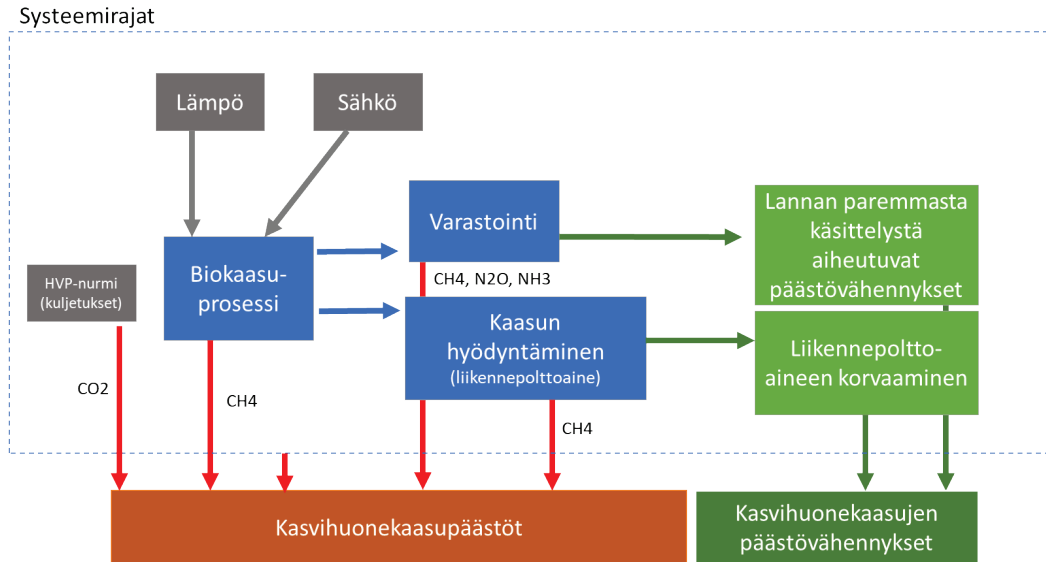 Systeemirajat
Lämpö
Sähkö
Varastointi
Lannan paremmasta
käsittelystä
aiheutuvat
päästövähennykset
Biokaasu-
prosessi
HVP-nurmi
(kuljetukset)
CH4, N2O, NH3
Kaasun
hyödyntäminen
(liikennepolttoaine)
Liikennepoltto-
aineen korvaaminen
CO2
CH4
CH4
Kasvihuonekaasupäästöt
Kasvihuonekaasujen
päästövähennykset